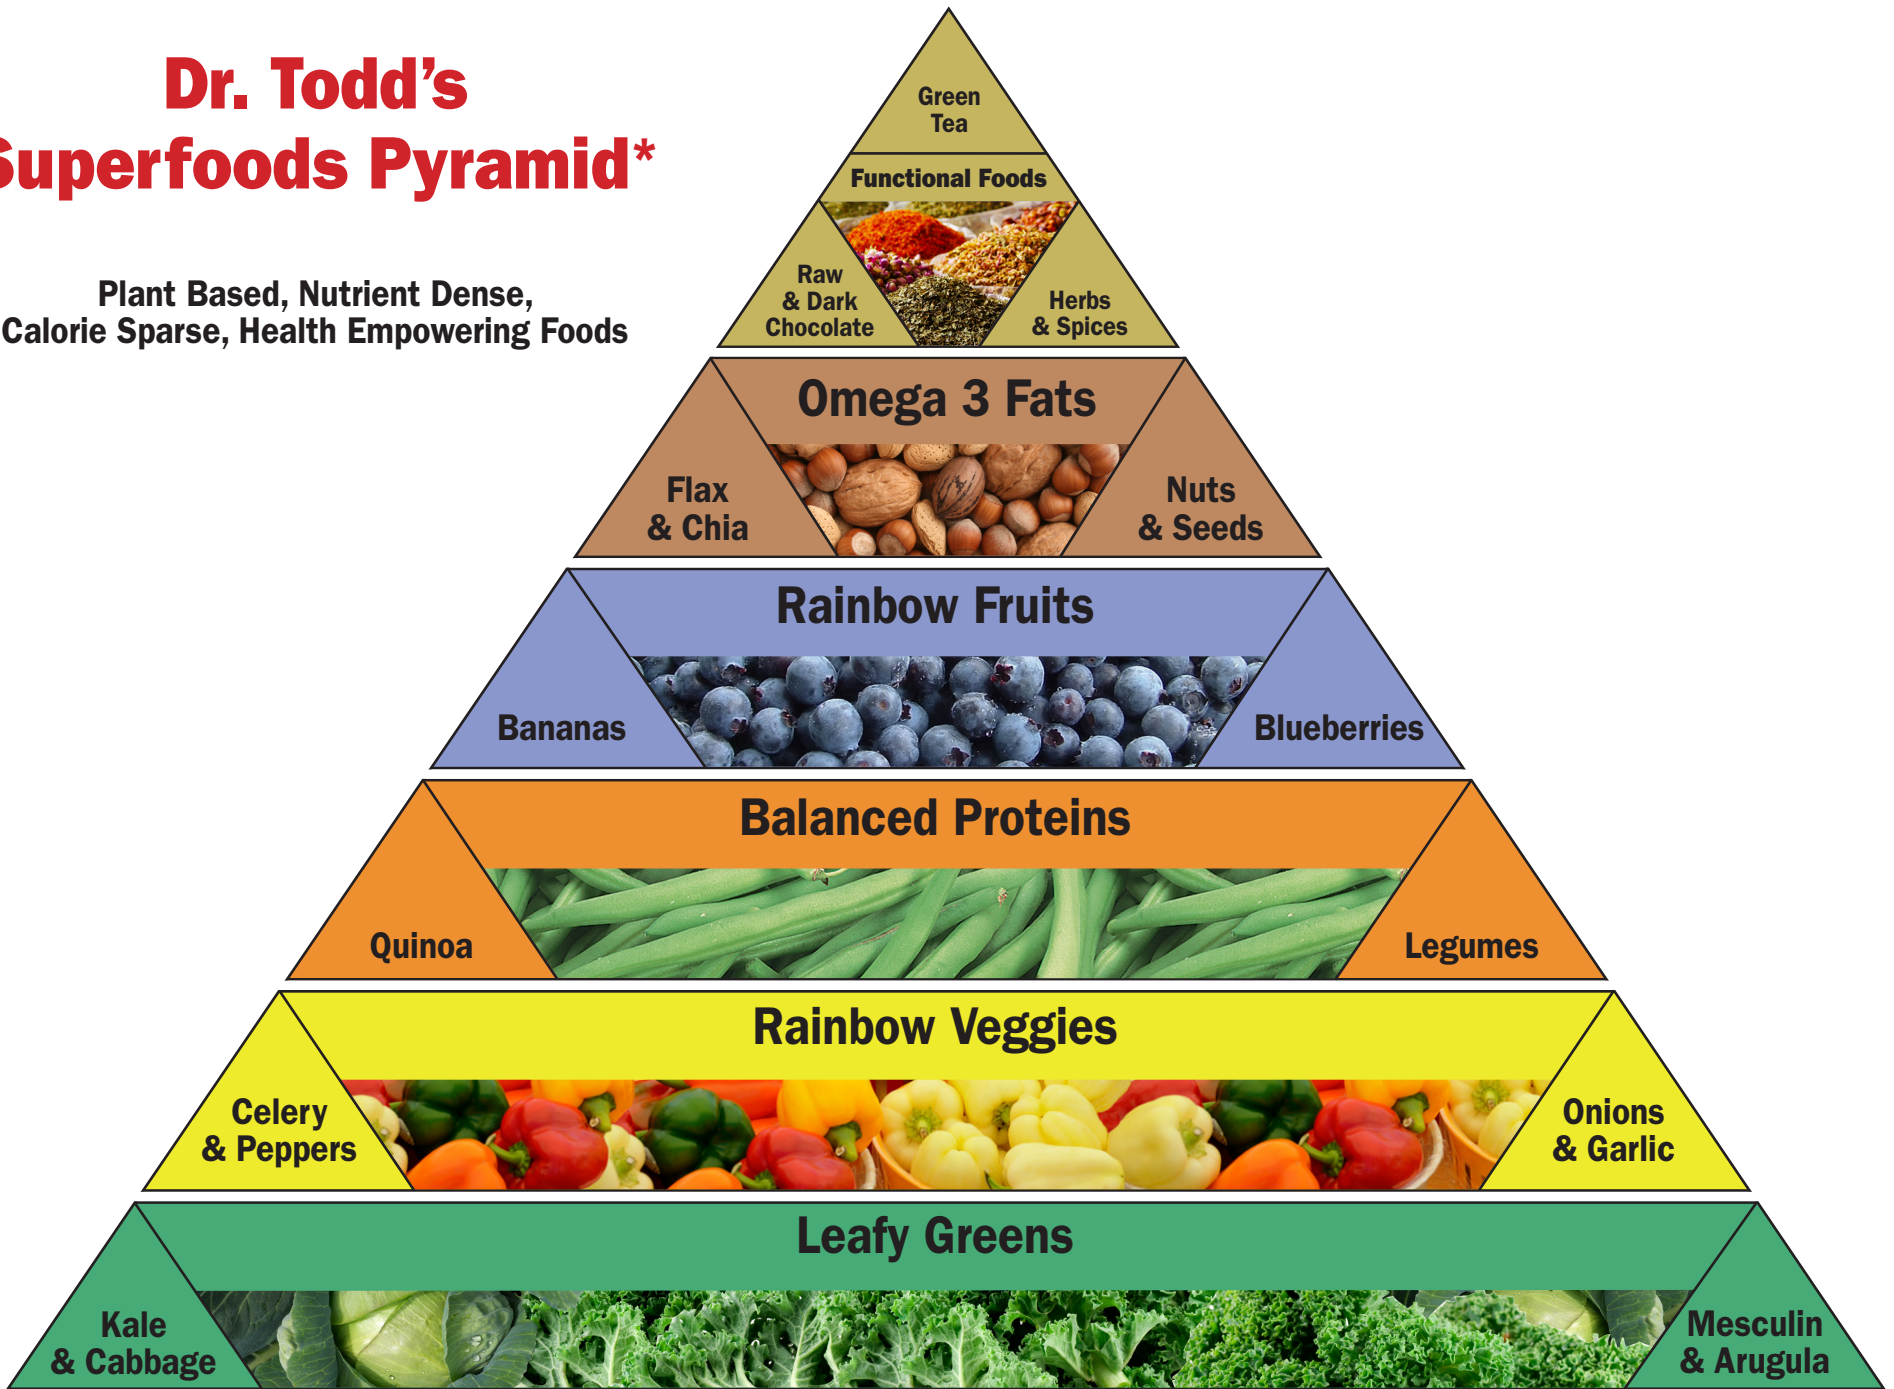 Dr. Todd's
Superfoods Pyramid*
Plant Based, Nutrient Dense,
Calorie Sparse, Health Empowering Foods
Green
Tea
Functional Foods
Raw
& Dark
Chocolate
Herbs
& Spices
Omega 3 Fats
Flax
& Chia
Nuts
& Seeds
Rainbow Fruits
Bananas
Blueberries
Balanced Proteins
Quinoa
Legumes
Rainbow Veggies
Celery
& Peppers
Onions
& Garlic
Leafy Greens
Kale
& Cabbage
Mesculin
& Arugula